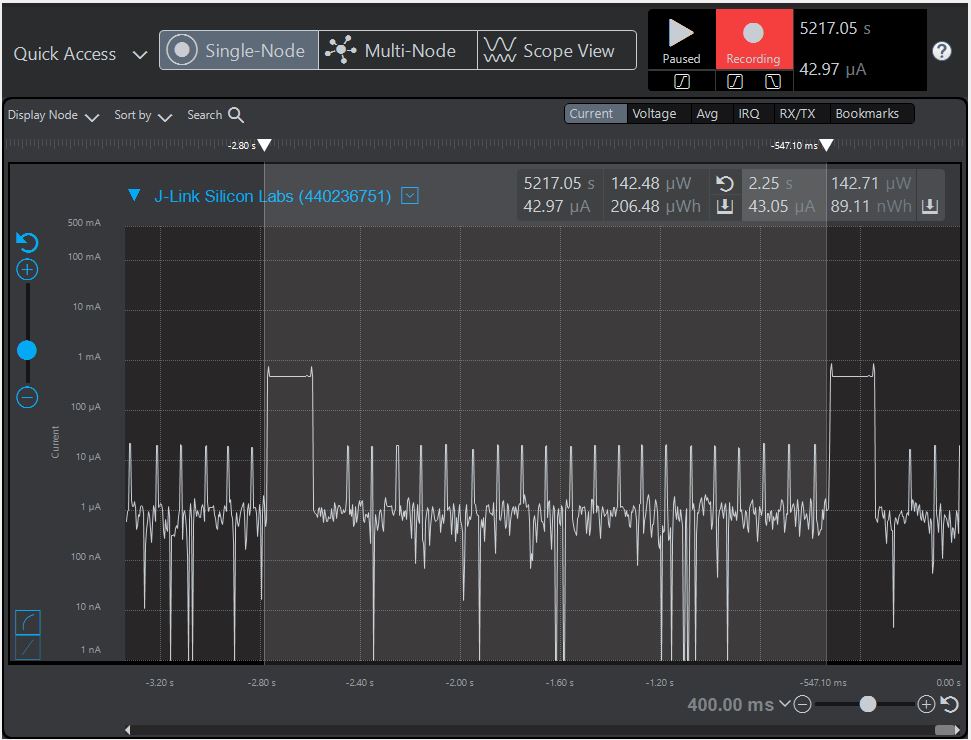 Quick Access Single-Node Multi-Node Scope View
Paused Recording
5217.05 s
42.97 µA
?
Display Node Sort by Search Current Voltage Avg IRQ RX/TX Bookmarks
-2.80 s -547.10 ms
J-Link Silicon Labs (440236751)
5217.05 s 142.48 µW 2.25 s 142.71 µW
42.97 µA 206.48 µWh 43.05 µA 89.11 nWh
500 mA
100 mA
10 mA
1 mA
100 µA
10 µA
1 µA
100 nA
10 nA
1 nA
Current
-3.20 s -2.80 s -2.40 s -2.00 s -1.60 s -1.20 s -547.10 ms 0.00 s
400.00 ms